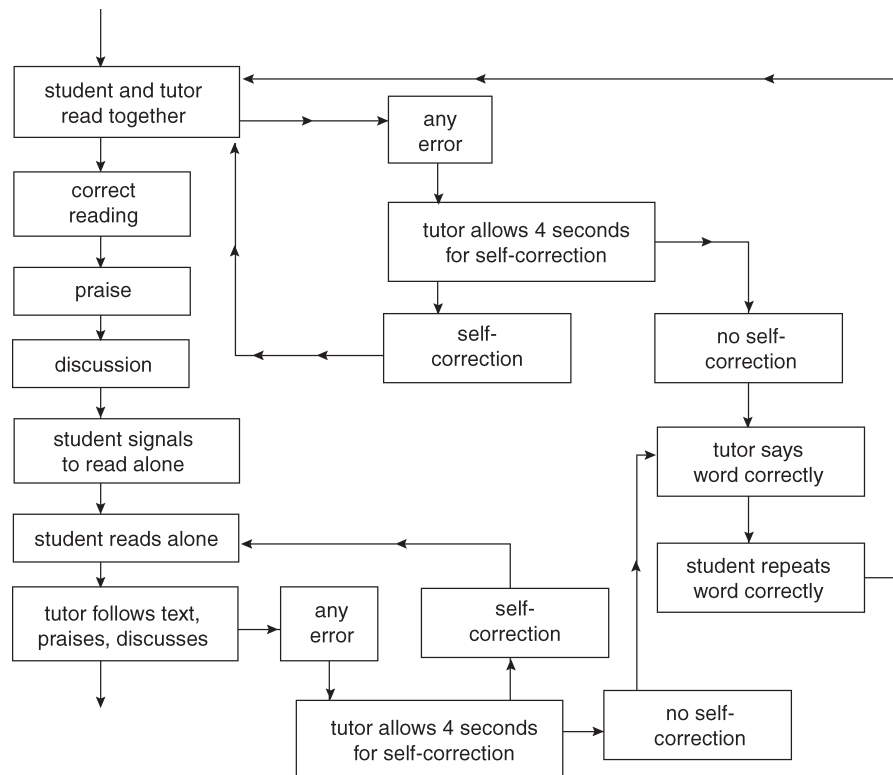 student and tutor
read together
any
error
correct
reading
tutor allows 4 seconds
for self-correction
praise
self-
correction
no self-
correction
discussion
student signals
to read alone
tutor says
word correctly
student reads alone
student repeats
word correctly
tutor follows text,
praises, discusses
any
error
self-
correction
tutor allows 4 seconds
for self-correction
no self-
correction